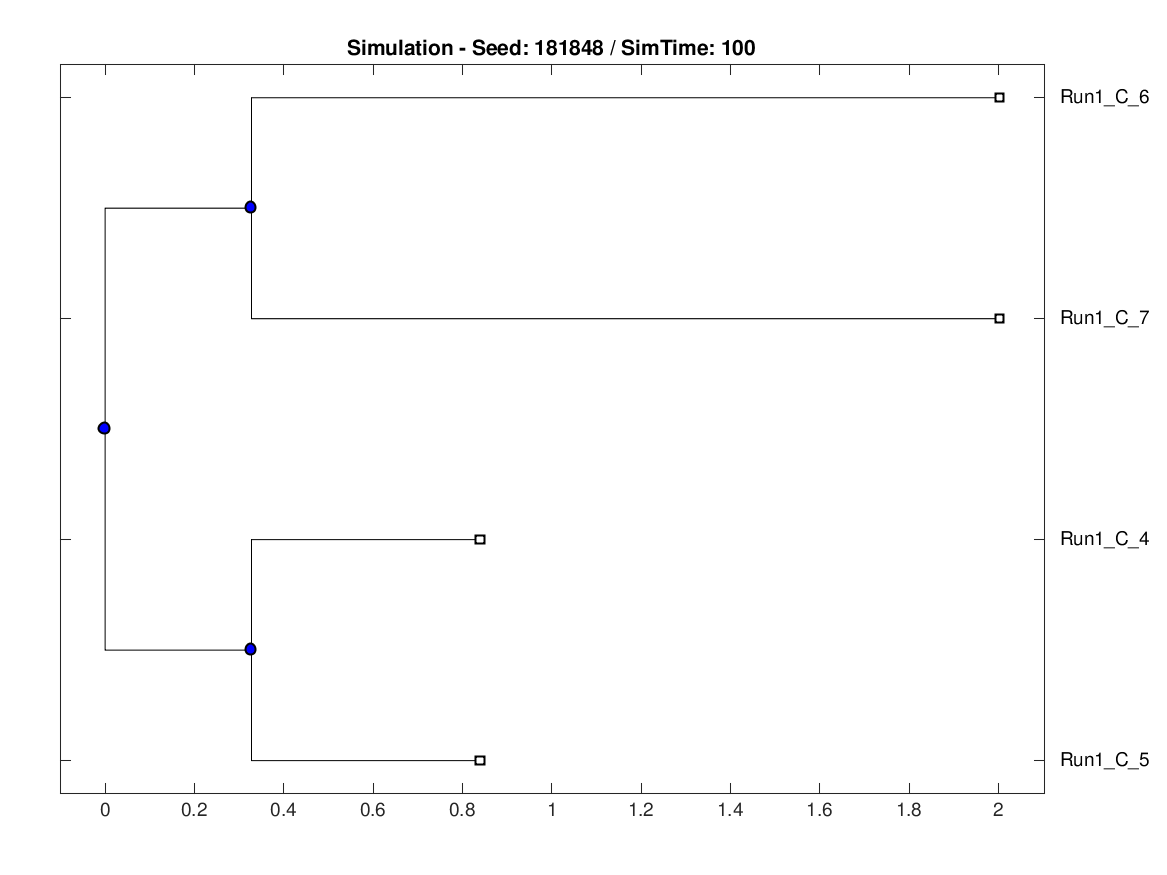 Simulation - Seed: 181848 / SimTime: 100
Run1_C_6
Run1_C_7
Run1_C_4
Run1_C_5
0 0.2 0.4 0.6 0.8 1 1.2 1.4 1.6 1.8 2